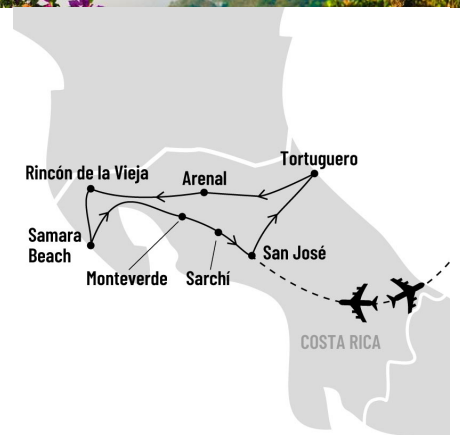 Tortuguero
Rincón de la Vieja
Arenal
Samara
Beach
San José
Monteverde
Sarchí
COSTA RICA